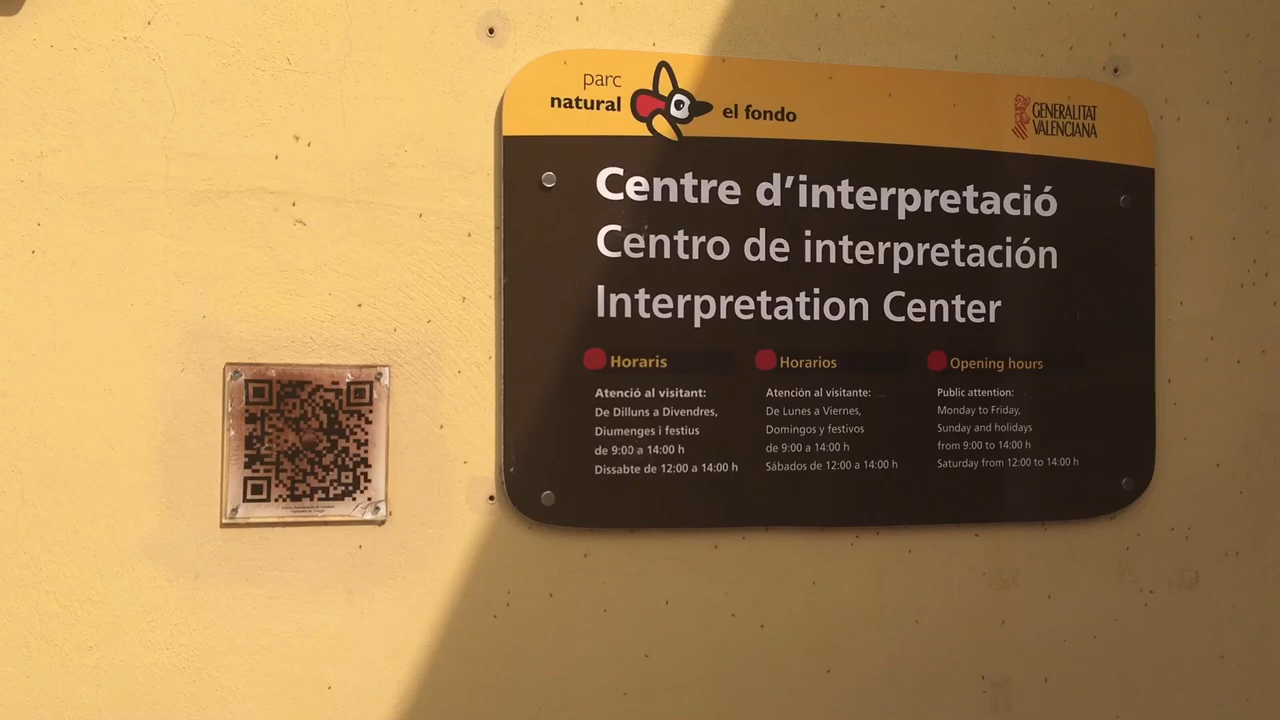 parc
natural
el fondo
GENERALITAT
VALENCIANA
Centre d'interpretació
Centro de interpretación
Interpretation Center
Horaris
Atenció al visitant:
De Dilluns a Divendres,
Diumenges i festius
de 9:00 a 14:00 h
Dissabte de 12:00 a 14:00 h
Horarios
Atención al visitante:
De Lunes a Viernes,
Domingos y festivos
de 9:00 a 14:00 h
Sábados de 12:00 a 14:00 h
Opening hours
Public attention:
Monday to Friday,
Sunday and holidays
from 9:00 to 14:00 h
Saturday from 12:00 to 14:00 h